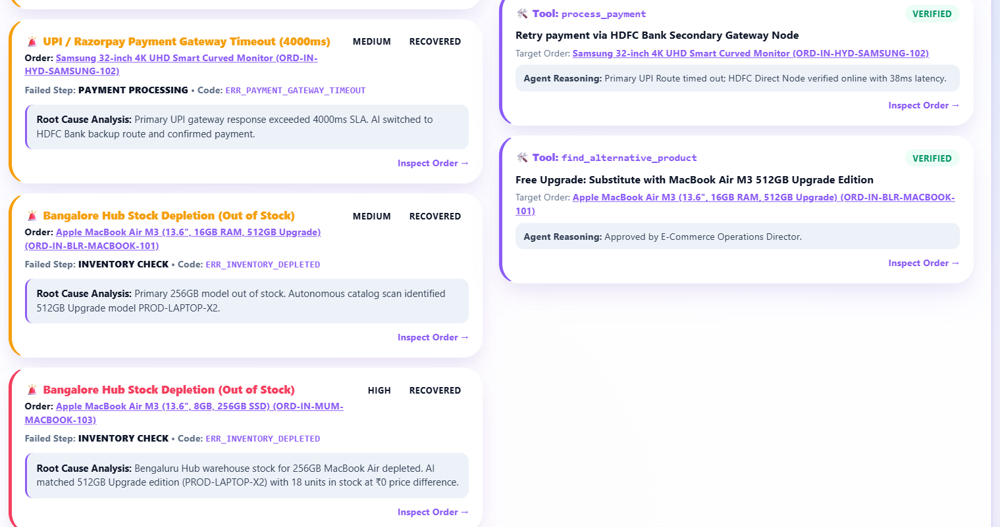 UPI / Razorpay Payment Gateway Timeout (4000ms) MEDIUM RECOVERED
Order: Samsung 32-inch 4K UHD Smart Curved Monitor (ORD-IN-
HYD-SAMSUNG-102)
Failed Step: PAYMENT PROCESSING • Code: ERR_PAYMENT_GATEWAY_TIMEOUT
Root Cause Analysis: Primary UPI gateway response exceeded 4000ms SLA. AI switched to
HDFC Bank backup route and confirmed payment.
Inspect Order →
Bangalore Hub Stock Depletion (Out of Stock) MEDIUM RECOVERED
Order: Apple MacBook Air M3 (13.6", 16GB RAM, 512GB Upgrade)
(ORD-IN-BLR-MACBOOK-101)
Failed Step: INVENTORY CHECK • Code: ERR_INVENTORY_DEPLETED
Root Cause Analysis: Primary 256GB model out of stock. Autonomous catalog scan identified
512GB Upgrade model PROD-LAPTOP-X2.
Inspect Order →
Bangalore Hub Stock Depletion (Out of Stock) HIGH RECOVERED
Order: Apple MacBook Air M3 (13.6", 8GB, 256GB SSD) (ORD-IN-MUM-
MACBOOK-103)
Failed Step: INVENTORY CHECK • Code: ERR_INVENTORY_DEPLETED
Root Cause Analysis: Bengaluru Hub warehouse stock for 256GB MacBook Air depleted. AI
matched 512GB Upgrade edition (PROD-LAPTOP-X2) with 18 units in stock at ₹0 price difference.
Inspect Order →
Tool: process_payment VERIFIED
Retry payment via HDFC Bank Secondary Gateway Node
Target Order: Samsung 32-inch 4K UHD Smart Curved Monitor (ORD-IN-HYD-SAMSUNG-102)
Agent Reasoning: Primary UPI Route timed out; HDFC Direct Node verified online with 38ms latency.
Inspect Order →
Tool: find_alternative_product VERIFIED
Free Upgrade: Substitute with MacBook Air M3 512GB Upgrade Edition
Target Order: Apple MacBook Air M3 (13.6", 16GB RAM, 512GB Upgrade) (ORD-IN-BLR-MACBOOK-
101)
Agent Reasoning: Approved by E-Commerce Operations Director.
Inspect Order →